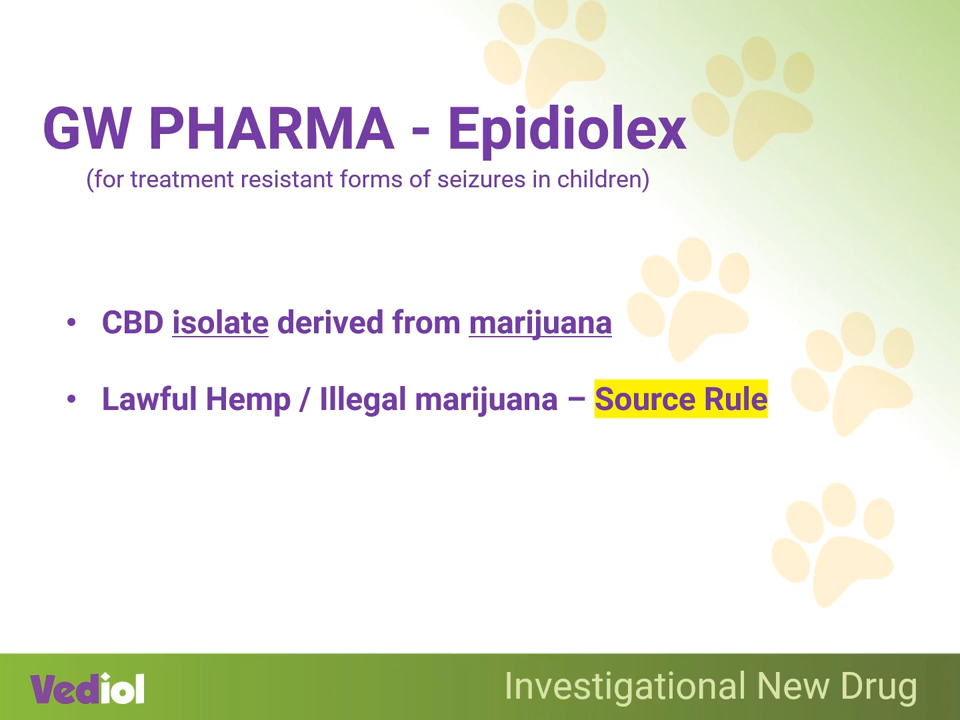 GW PHARMA - Epidiolex
(for treatment resistant forms of seizures in children)
• CBD isolate derived from marijuana
• Lawful Hemp / Illegal marijuana – Source Rule
Vediol
Investigational New Drug